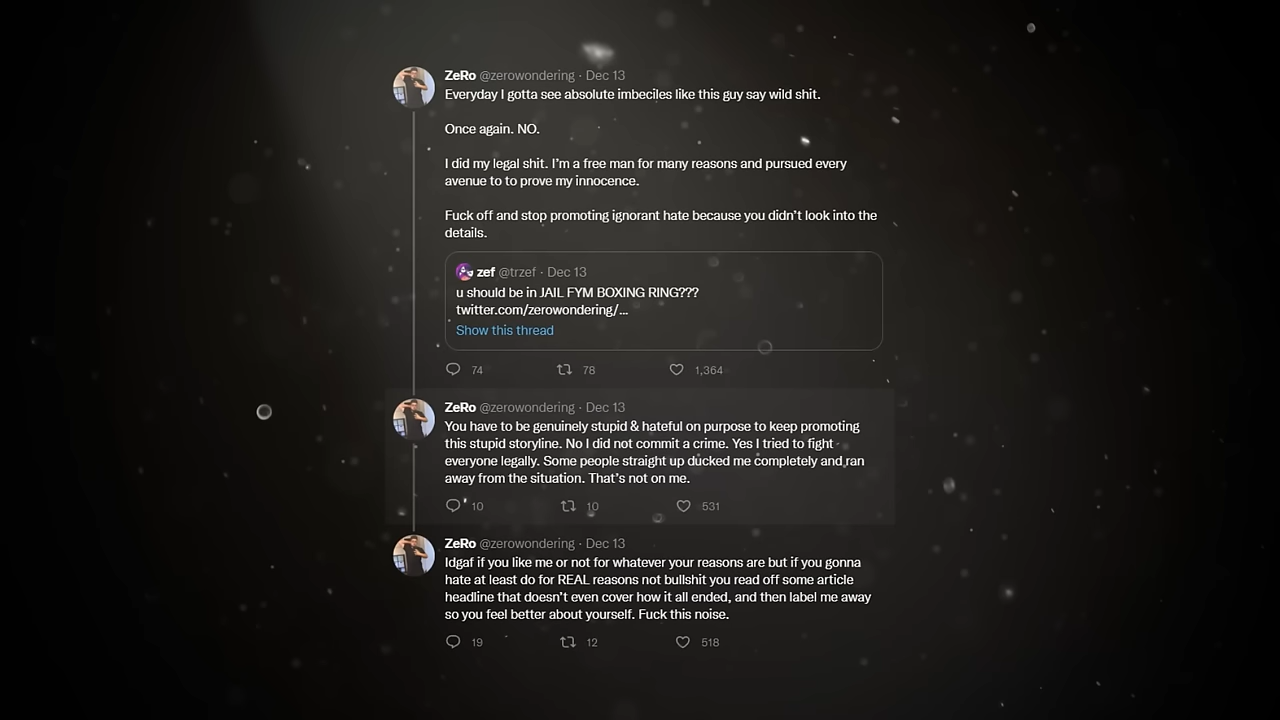 ZeRo @zerowondering · Dec 13
Everyday I gotta see absolute imbeciles like this guy say wild shit.
Once again. NO.
I did my legal shit. I'm a free man for many reasons and pursued every
avenue to to prove my innocence.
Fuck off and stop promoting ignorant hate because you didn't look into the
details.
zef @trzef · Dec 13
u should be in JAIL FYM BOXING RING???
twitter.com/zerowondering/...
Show this thread
74 78 1,364
ZeRo @zerowondering · Dec 13
You have to be genuinely stupid & hateful on purpose to keep promoting
this stupid storyline. No I did not commit a crime. Yes I tried to fight
everyone legally. Some people straight up ducked me completely and ran
away from the situation. That's not on me.
10 10 531
ZeRo @zerowondering · Dec 13
Idgaf if you like me or not for whatever your reasons are but if you gonna
hate at least do for REAL reasons not bullshit you read off some article
headline that doesn't even cover how it all ended, and then label me away
so you feel better about yourself. Fuck this noise.
19 12 518